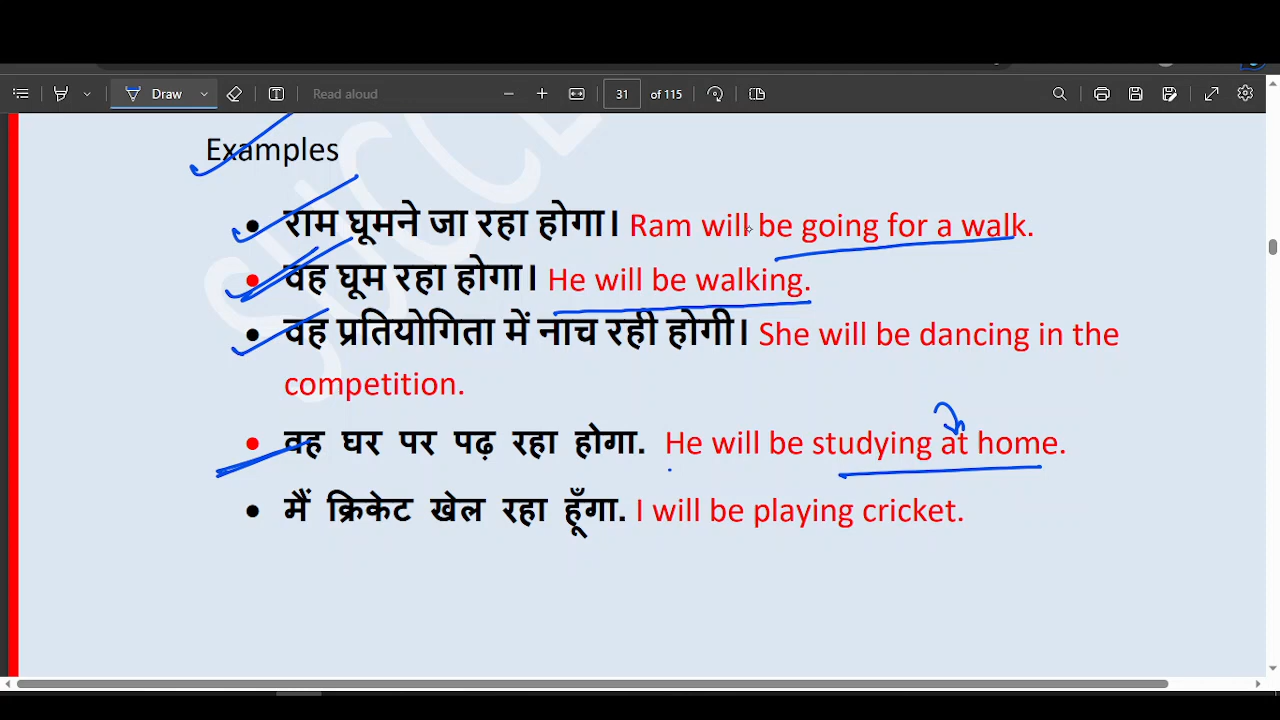 Draw
Read aloud
31 of 115
Examples
• राम घूमने जा रहा होगा। Ram will be going for a walk.
• वह घूम रहा होगा। He will be walking.
• वह प्रतियोगिता में नाच रही होगी। She will be dancing in the
competition.
• वह घर पर पढ़ रहा होगा. He will be studying at home.
• मैं क्रिकेट खेल रहा हूँगा. I will be playing cricket.
SUCCE